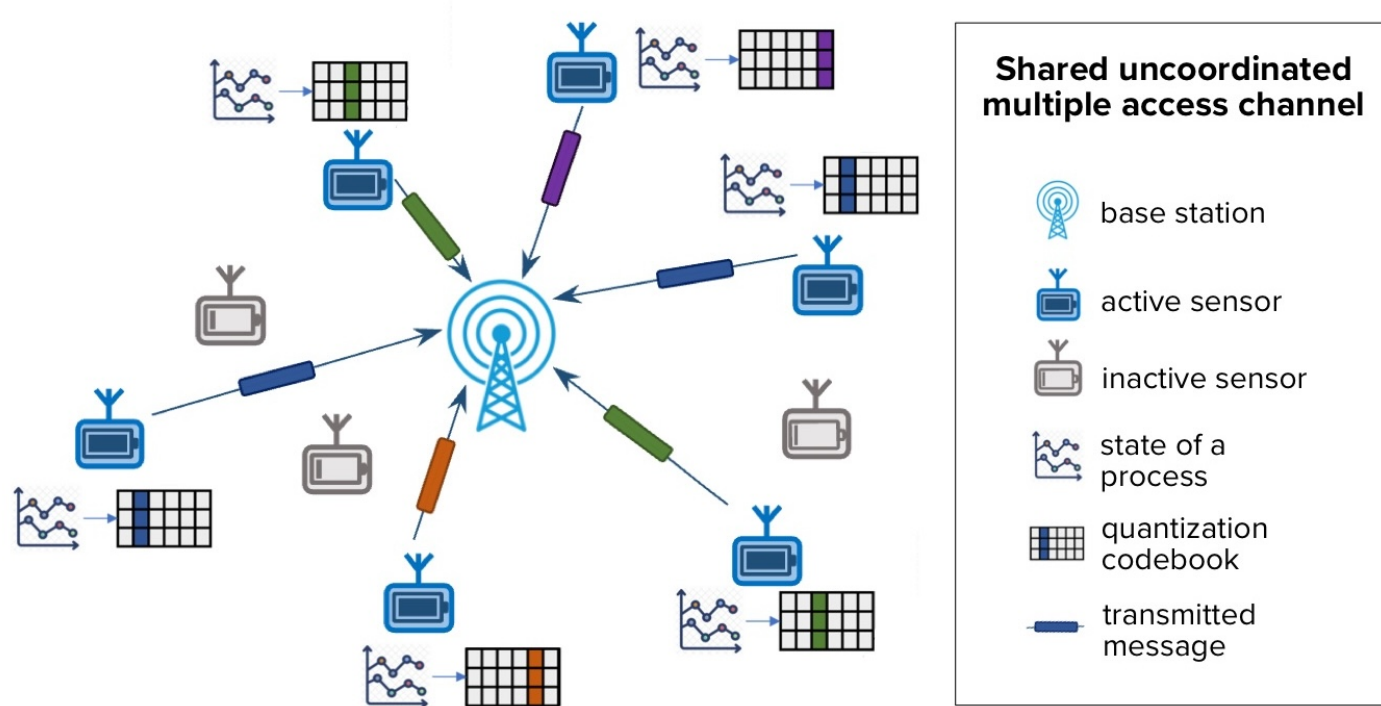 Shared uncoordinated
multiple access channel
base station
active sensor
inactive sensor
state of a
process
quantization
codebook
transmitted
message